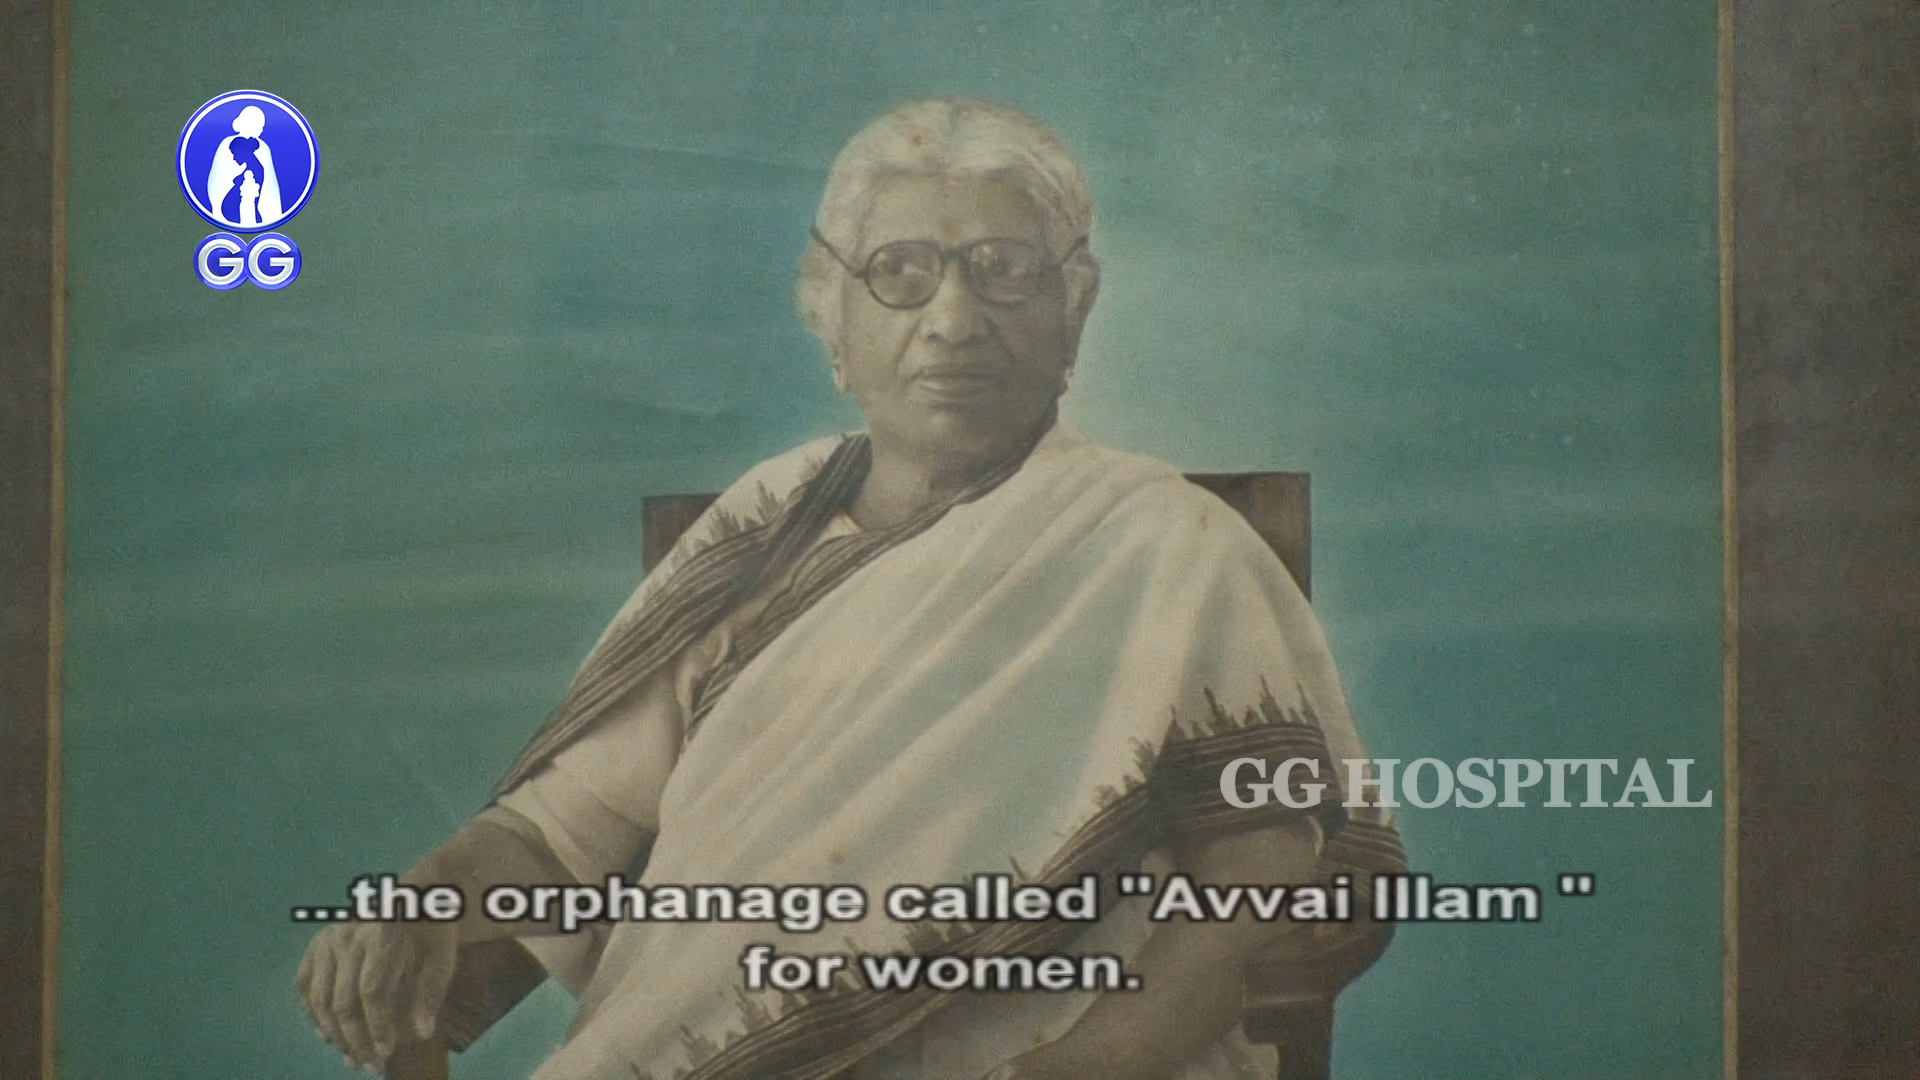 GG
GG HOSPITAL
...the orphanage called "Avvai Illam "
for women.